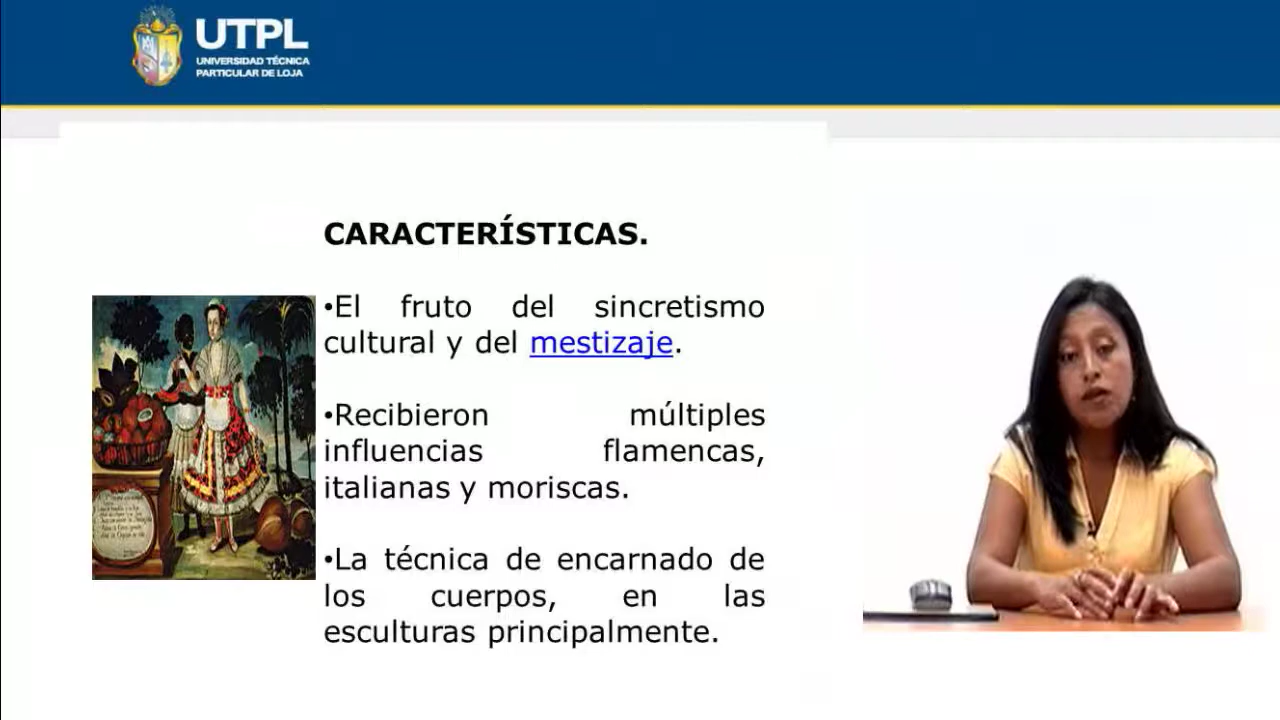 UTPL
UNIVERSIDAD TÉCNICA
PARTICULAR DE LOJA
CARACTERÍSTICAS.
•El fruto del sincretismo
cultural y del mestizaje.
•Recibieron múltiples
influencias flamencas,
italianas y moriscas.
•La técnica de encarnado de
los cuerpos, en las
esculturas principalmente.